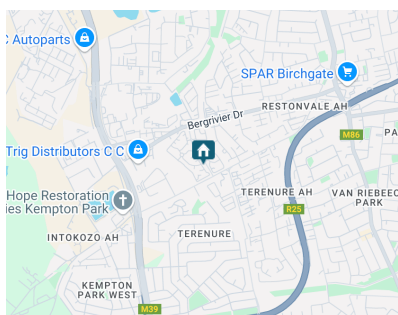 C Autoparts
SPAR Birchgate
RESTONVALE AH
Bergrivier Dr
M86
PA
Trig Distributors C C
Hope Restoration
ies Kempton Park
TERENURE AH
VAN RIEBEEC
PARK
R25
INTOKOZO AH
TERENURE
KEMPTON
PARK WEST
M39